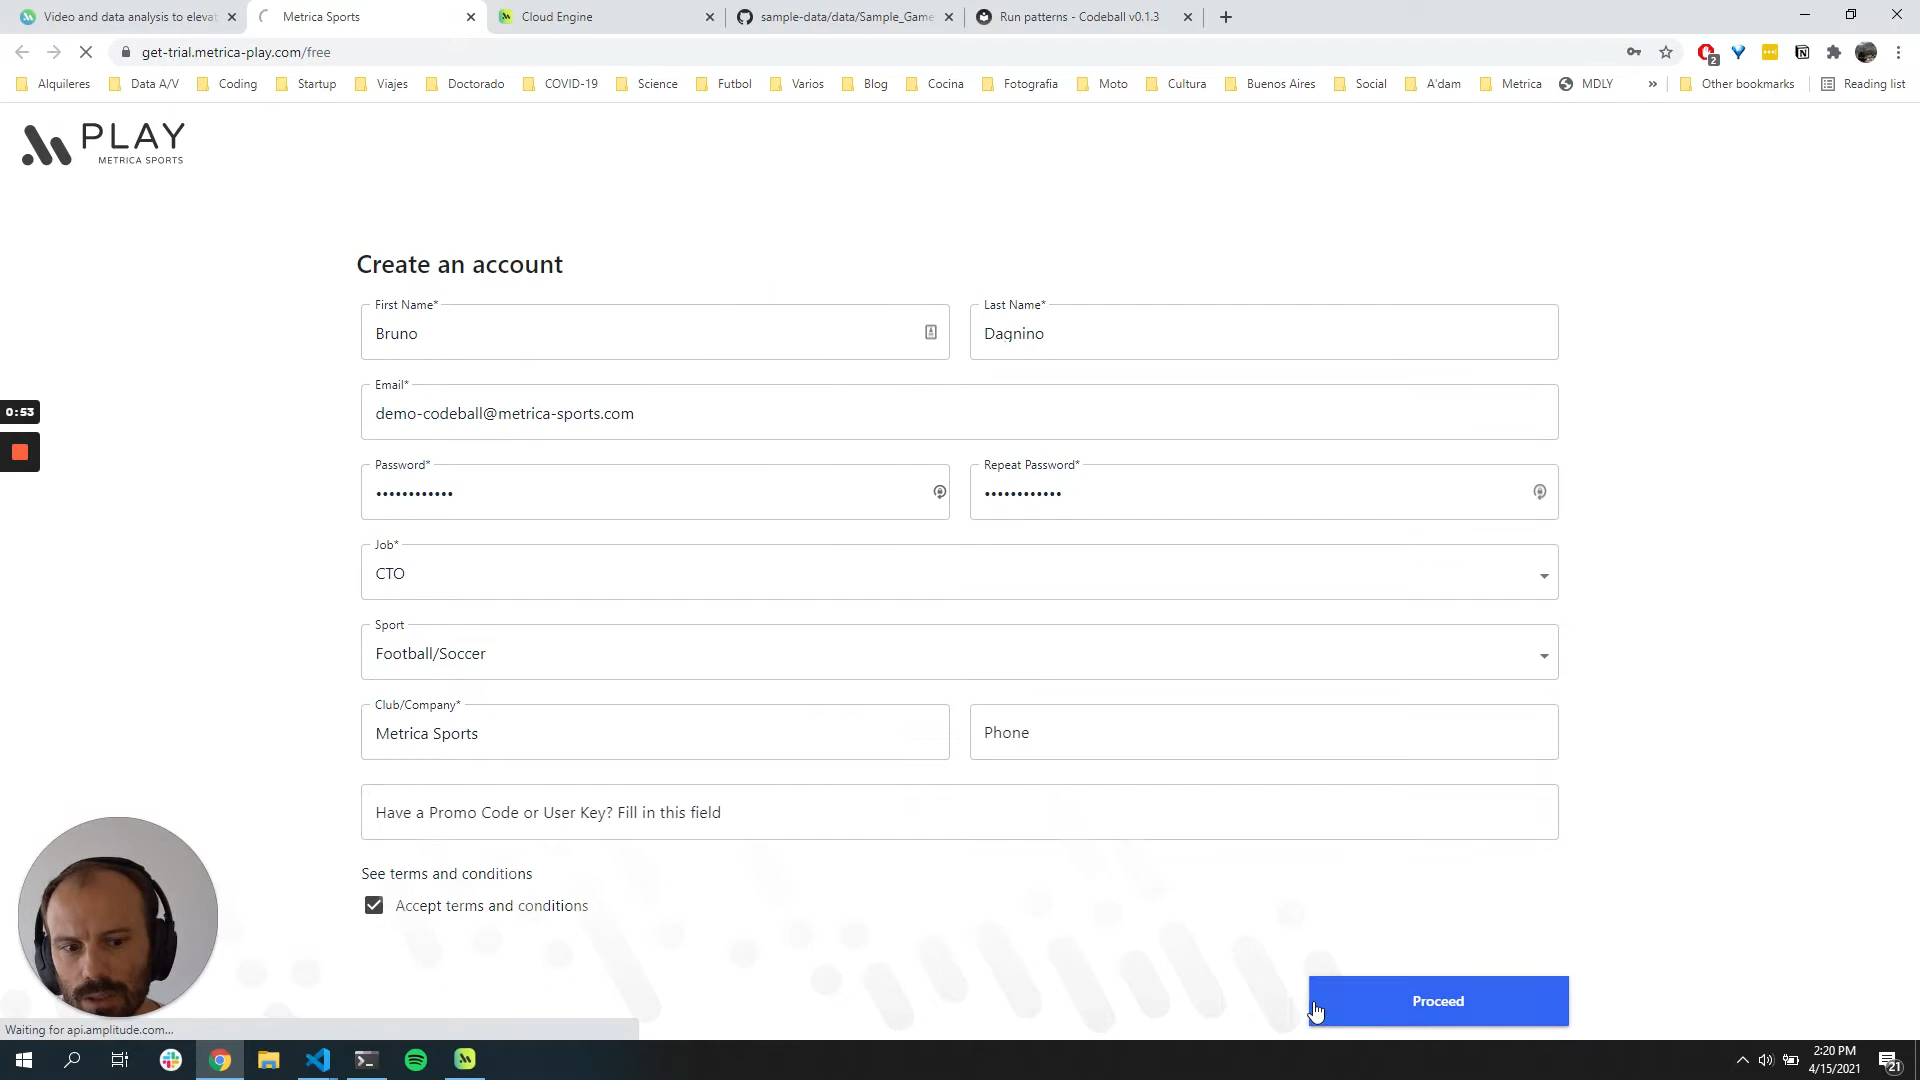 Video and data analysis to eleva
Metrica Sports
Cloud Engine
sample-data/data/Sample_Game
Run patterns - Codeball v0.1.3
get-trial.metrica-play.com/free
2
Alquileres
Data A/V
Coding
Startup
Viajes
Doctorado
COVID-19
Science
Futbol
Varios
Blog
Cocina
Fotografia
Moto
Cultura
Buenos Aires
Social
A'dam
Metrica
MDLY
»
Other bookmarks
Reading list
PLAY
METRICA SPORTS
Create an account
First Name*
Bruno
Last Name*
Dagnino
Email*
demo-codeball@metrica-sports.com
0:53
Password*
••••••••••••
Repeat Password*
••••••••••••
Job*
CTO
Sport
Football/Soccer
Club/Company*
Metrica Sports
Phone
Have a Promo Code or User Key? Fill in this field
See terms and conditions
Accept terms and conditions
Proceed
Waiting for api.amplitude.com...
2:20 PM
4/15/2021
21